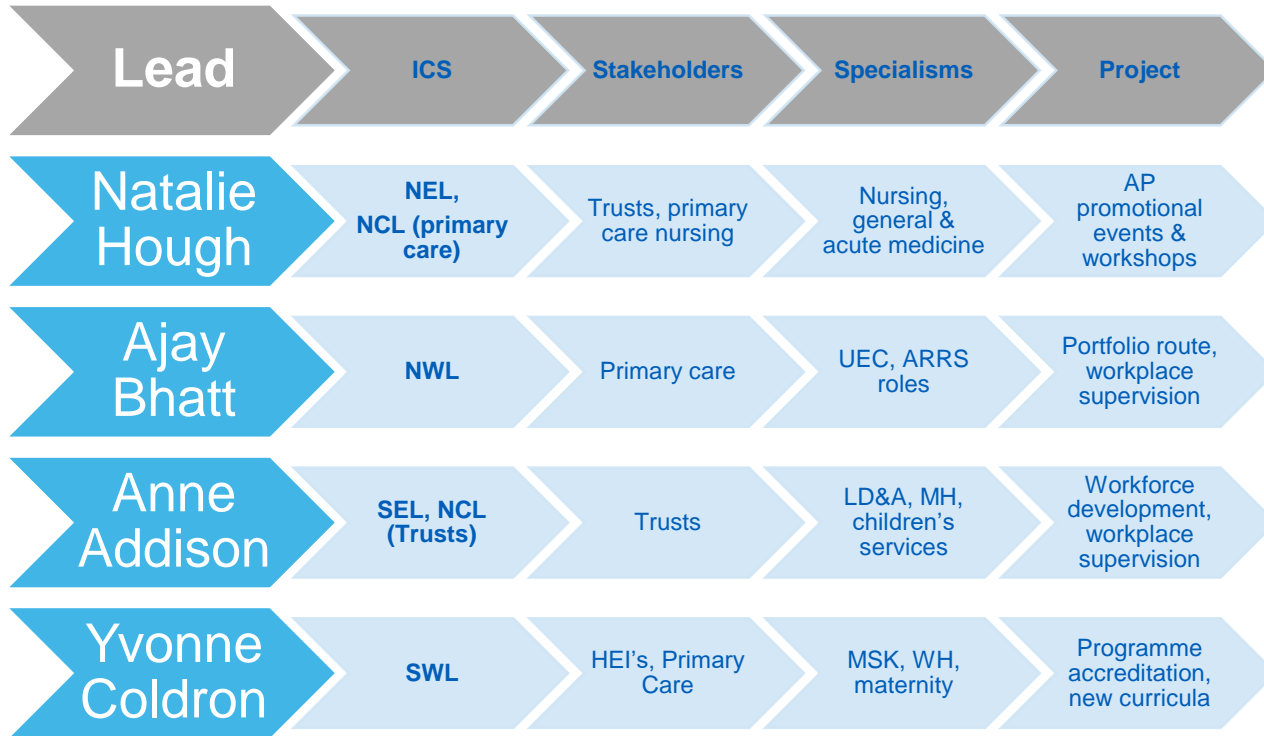 Lead
ICS
Stakeholders
Specialisms
Project
Natalie
Hough
NEL,
NCL (primary
care)
Trusts, primary
care nursing
Nursing,
general &
acute medicine
AP
promotional
events &
workshops
Ajay
Bhatt
NWL
Primary care
UEC, ARRS
roles
Portfolio route,
workplace
supervision
Anne
Addison
SEL, NCL
(Trusts)
Trusts
LD&A, MH,
children's
services
Workforce
development,
workplace
supervision
Yvonne
Coldron
SWL
HEI's, Primary
Care
MSK, WH,
maternity
Programme
accreditation,
new curricula